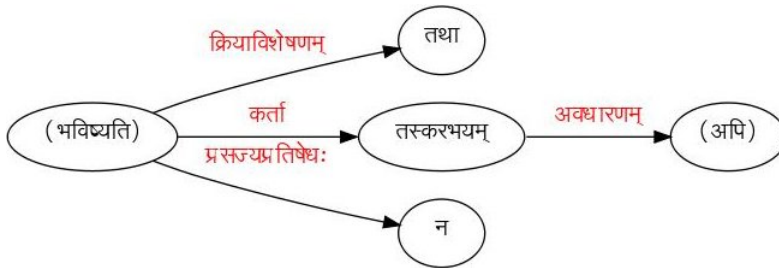 तथा
क्रियाविशेषणम्
(भविष्यति)
कर्ता
तस्करभयम्
अवधारणम्
(अपि)
प्रसज्यप्रतिषेधः
न